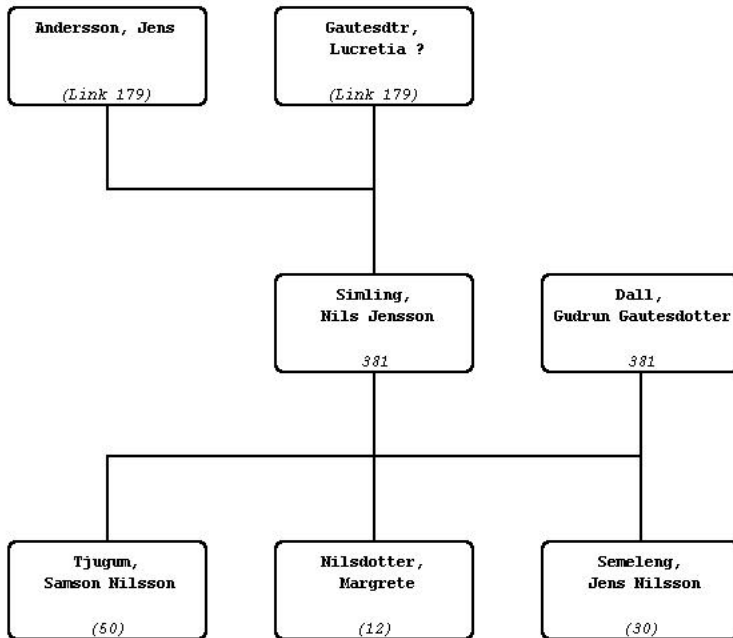 Andersson, Jens
(Link 179)
Gautesdtr,
Lucretia ?
(Link 179)
Simling,
Nils Jensson
381
Dall,
Gudrun Gautesdotter
381
Tjugum,
Samson Nilsson
(50)
Nilsdotter,
Margrete
(12)
Semeleng,
Jens Nilsson
(30)